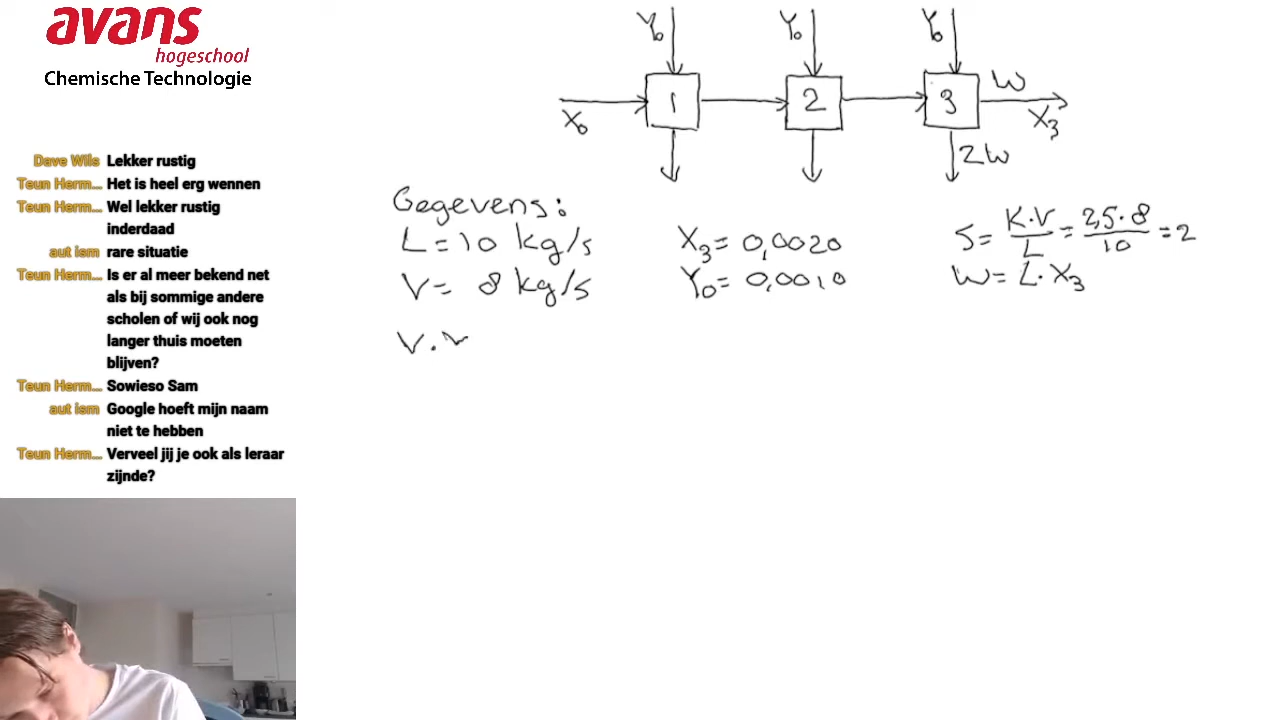 avans
hogeschool
Chemische Technologie
Dave Wils Lekker rustig
Teun Herm... Het is heel erg wennen
Teun Herm... Wel lekker rustig
inderdaad
aut ism rare situatie
Teun Herm... Is er al meer bekend net
als bij sommige andere
scholen of wij ook nog
langer thuis moeten
blijven?
Teun Herm... Sowieso Sam
aut ism Google hoeft mijn naam
niet te hebben
Teun Herm... Verveel jij je ook als leraar
zijnde?
Y₀ Y₀ Y₀
1 2 3 W
X₀ X₃
2W
Gegevens:
L = 10 kg/s X₃ = 0,0020 S = K·V/L = 2,5·8/10 = 2
V = 8 kg/s Y₀ = 0,0010 W = L·X₃
V·